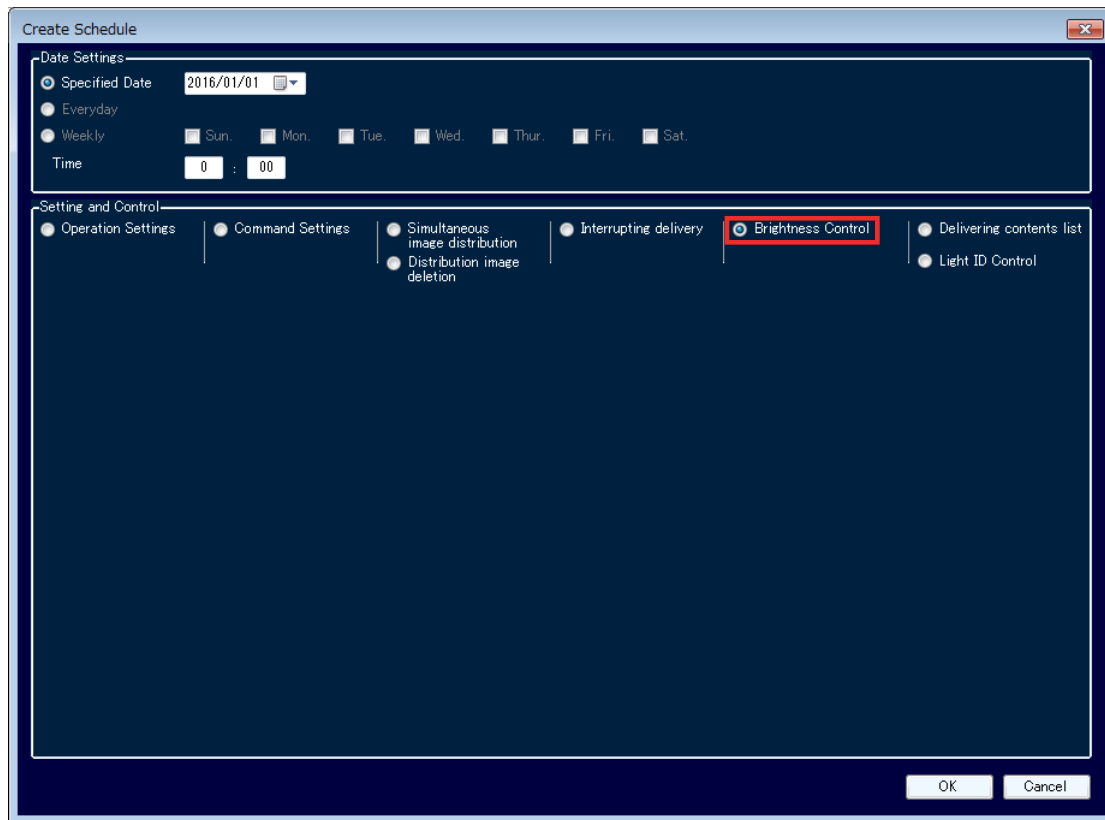 Create Schedule
Date Settings
Specified Date 2016/01/01
Everyday
Weekly Sun. Mon. Tue. Wed. Thur. Fri. Sat.
Time 0 : 00
Setting and Control
Operation Settings Command Settings Simultaneous Interrupting delivery Brightness Control Delivering contents list
image distribution
Distribution image Light ID Control
deletion
OK Cancel